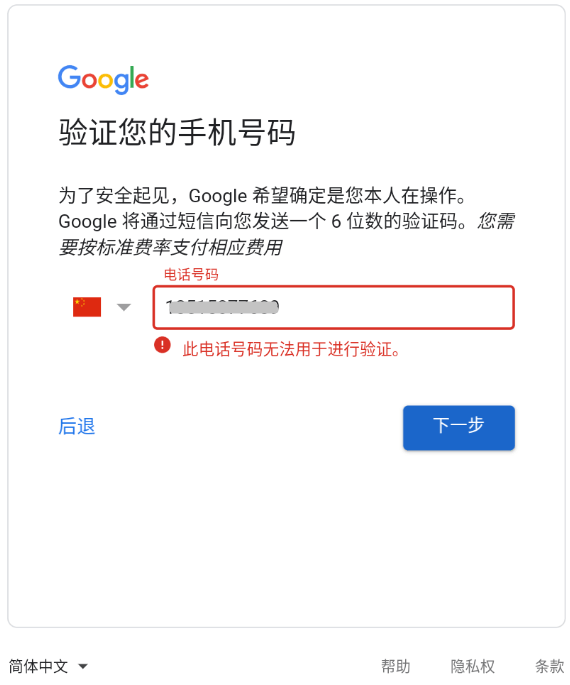 Google
验证您的手机号码
为了安全起见，Google 希望确定是您本人在操作。
Google 将通过短信向您发送一个 6 位数的验证码。您需
要按标准费率支付相应费用
电话号码
此电话号码无法用于进行验证。
后退
下一步
简体中文
帮助
隐私权
条款